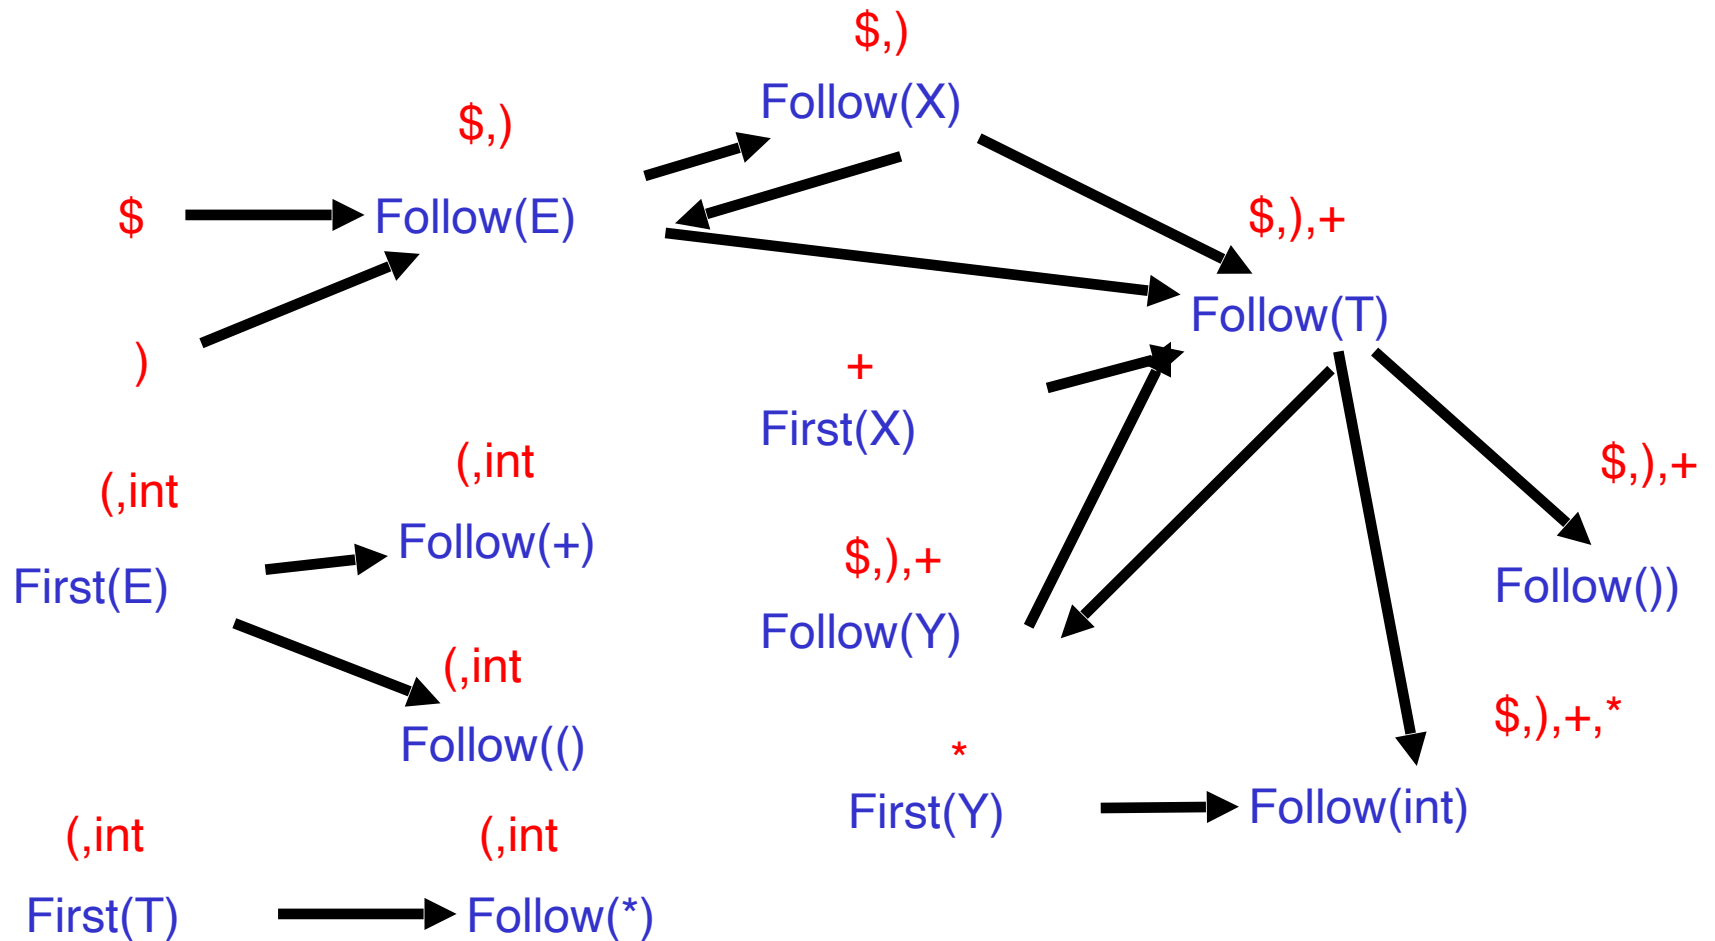 $,)
Follow(X)
$,)
$
Follow(E)
$,),+
Follow(T)
)
+
First(X)
(,int
(,int
$,),+
First(E)
Follow(+)
$,),+
Follow(Y)
Follow())
(,int
Follow(()
$,),+,*
*
First(Y)
Follow(int)
(,int
(,int
First(T)
Follow(*)